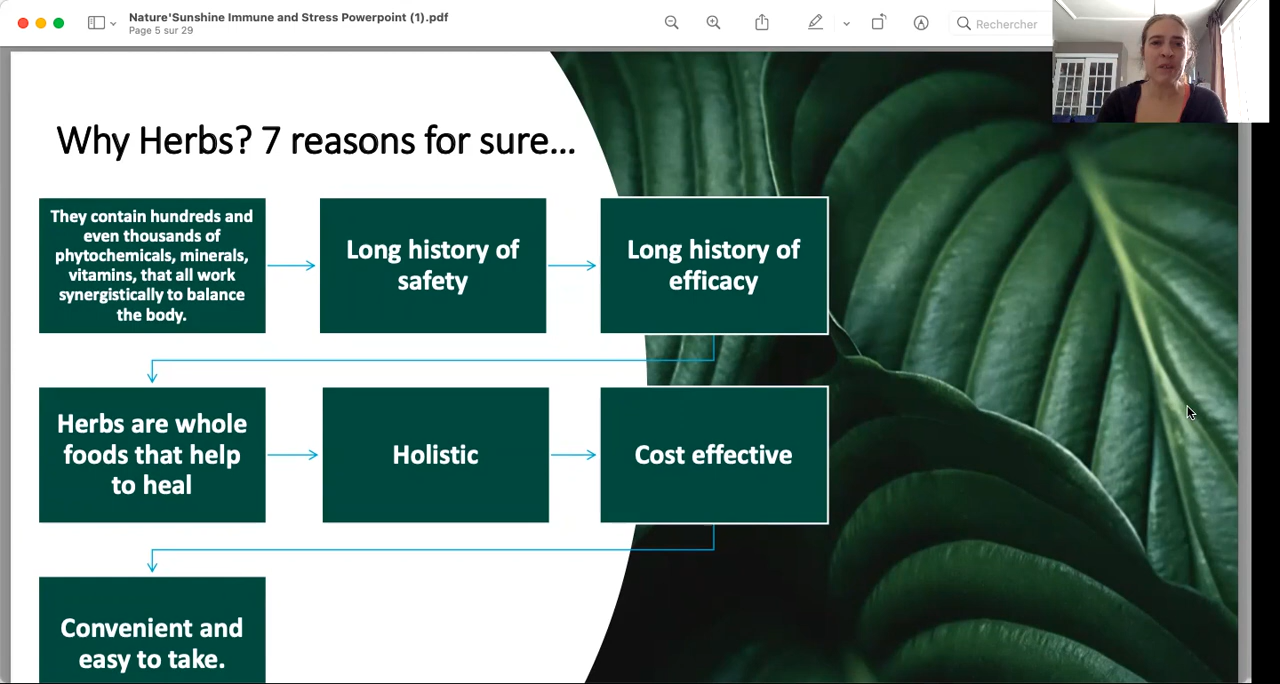 Nature'Sunshine Immune and Stress Powerpoint (1).pdf
Page 5 sur 29
Rechercher
Why Herbs? 7 reasons for sure...
They contain hundreds and
even thousands of
phytochemicals, minerals,
vitamins, that all work
synergistically to balance
the body.
Long history of
safety
Long history of
efficacy
Herbs are whole
foods that help
to heal
Holistic
Cost effective
Convenient and
easy to take.